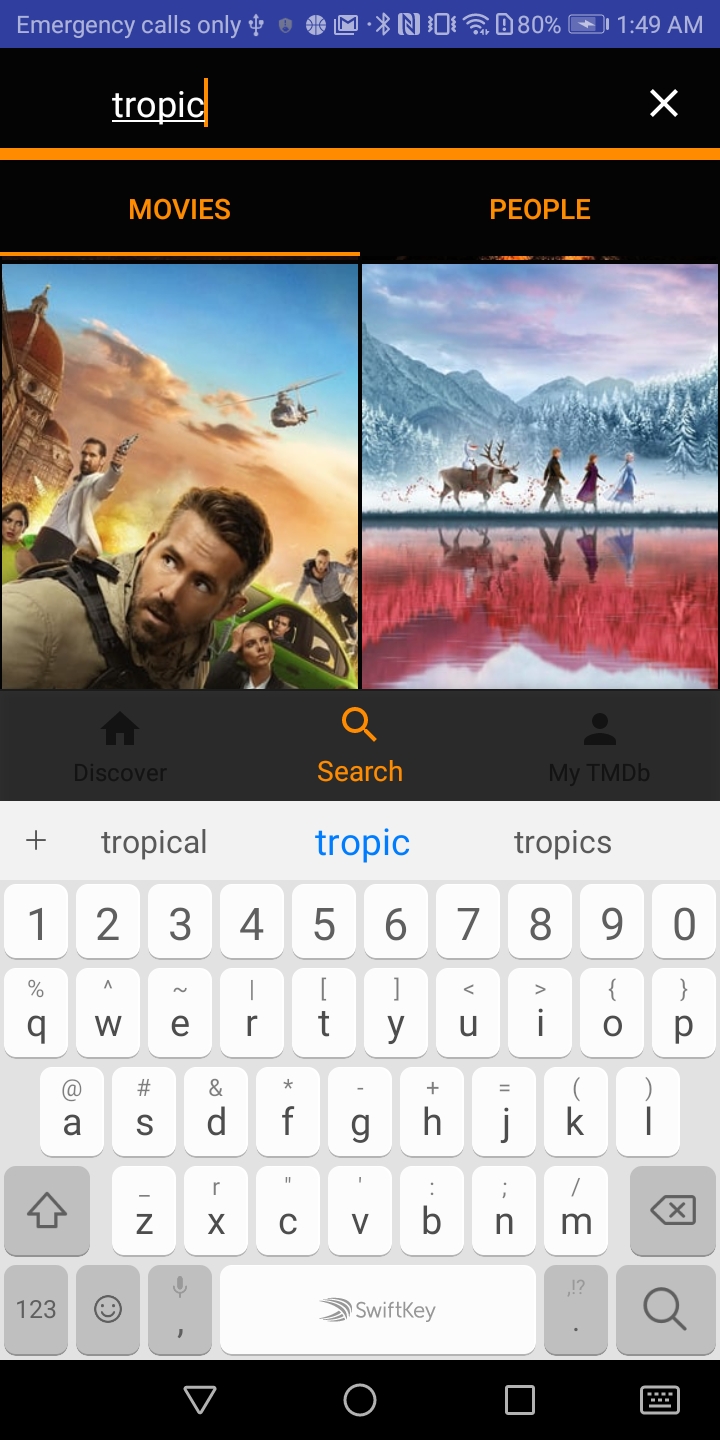 Emergency calls only 80% 1:49 AM
tropic
MOVIES PEOPLE
Discover Search My TMDb
+ tropical tropic tropics
1 2 3 4 5 6 7 8 9 0
% ^ ~ | [ ] < > { }
q w e r t y u i o p
@ # & * - + = ( )
a s d f g h j k l
_ r " ' : ; /
z x c v b n m
123 , SwiftKey ,!? .